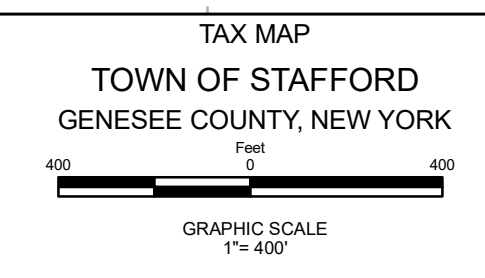 TAX MAP
TOWN OF STAFFORD
GENESEE COUNTY, NEW YORK
Feet
400 0 400
GRAPHIC SCALE
1"= 400'